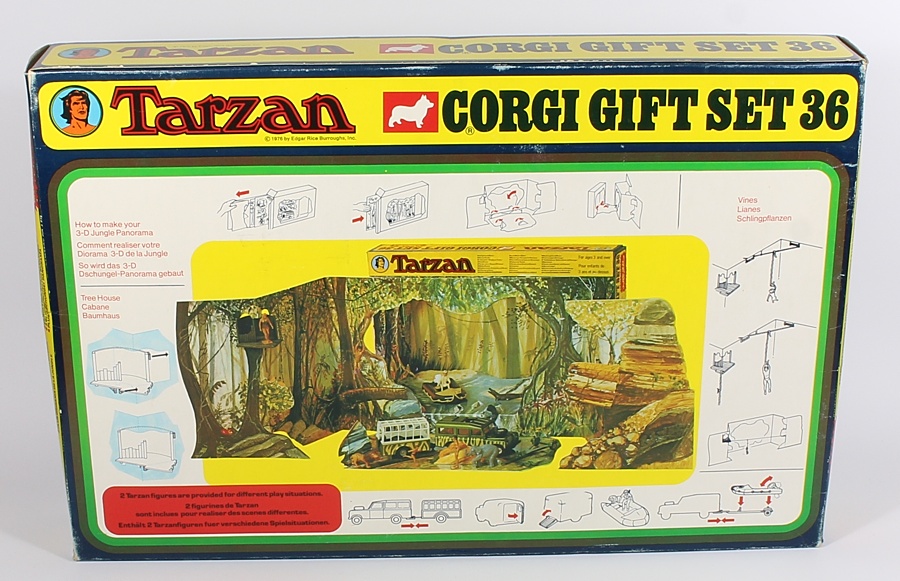 Tarzan CORGI GIFT SET 36
Tarzan
© 1976 by Edgar Rice Burroughs, Inc.
® CORGI GIFT SET 36
How to make your
3-D Jungle Panorama
Comment realiser votre
Diorama 3-D de la Jungle
So wird das 3-D
Dschungel-Panorama gebaut
Tree House
Cabane
Baumhaus
Vines
Lianes
Schlingpflanzen
Tarzan
2 Tarzan figures are provided for different play situations.
2 figurines de Tarzan
sont inclues pour realiser des scenes differentes.
Enthält 2 Tarzanfiguren fuer verschiedene Spielsituationen.